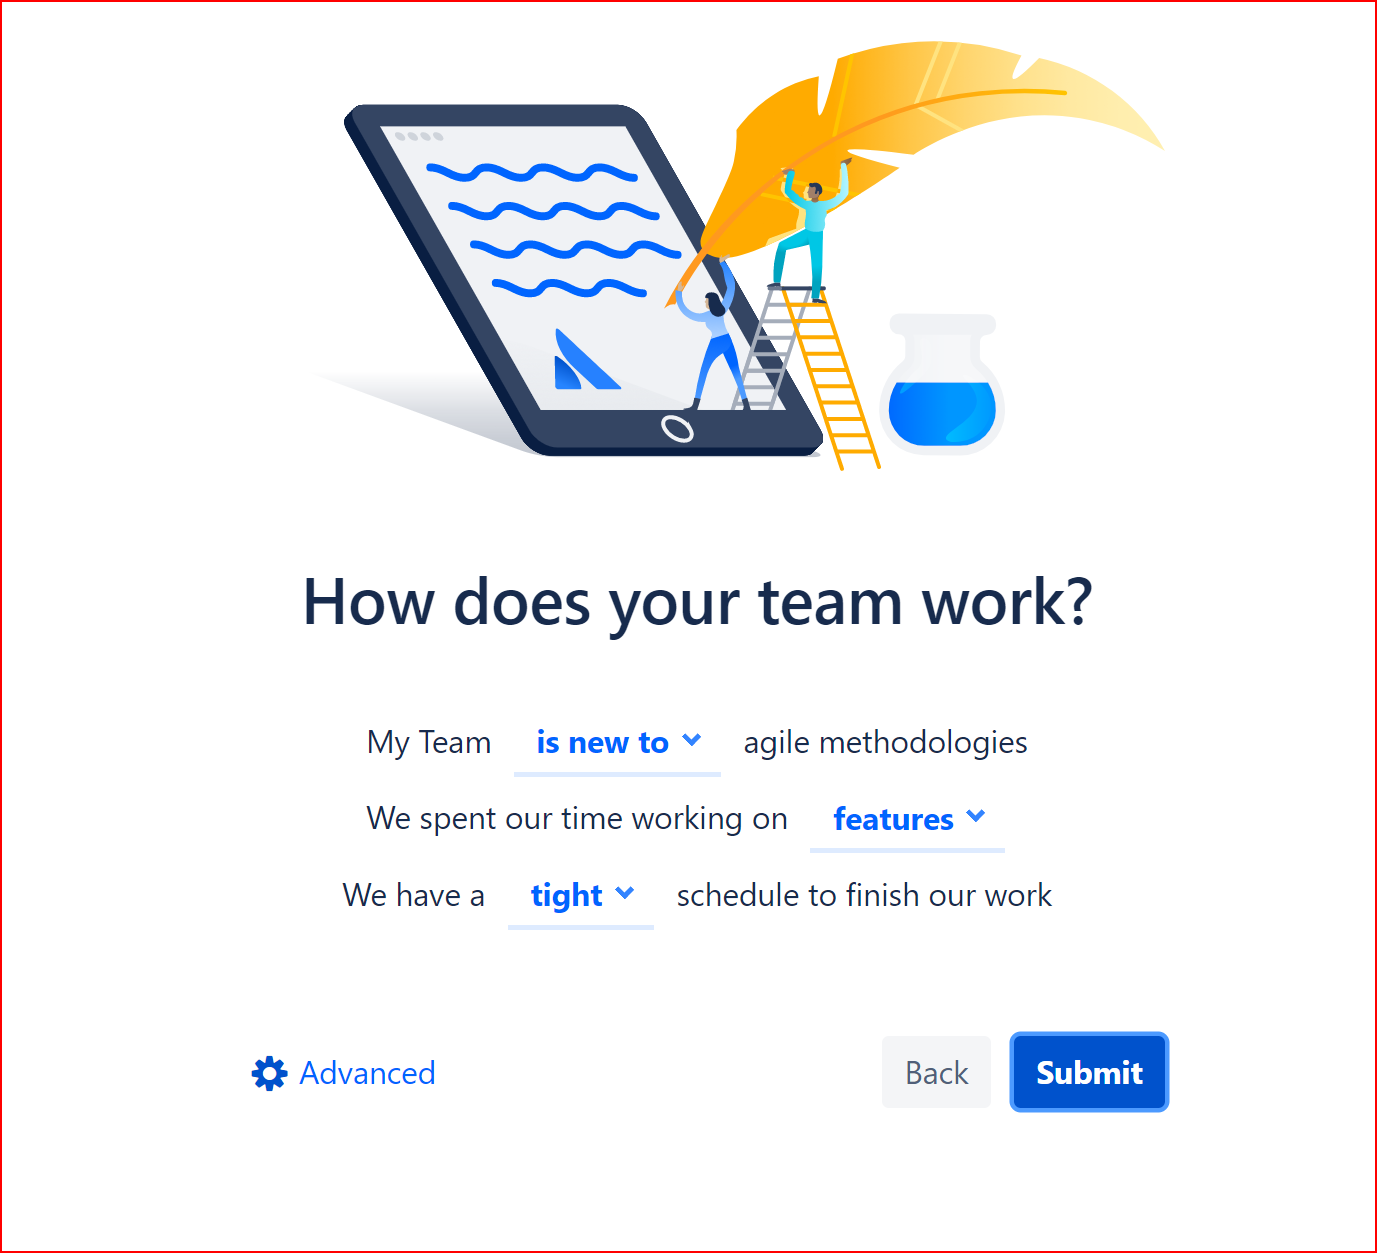 How does your team work?
My Team is new to agile methodologies
We spent our time working on features
We have a tight schedule to finish our work
Advanced Back Submit